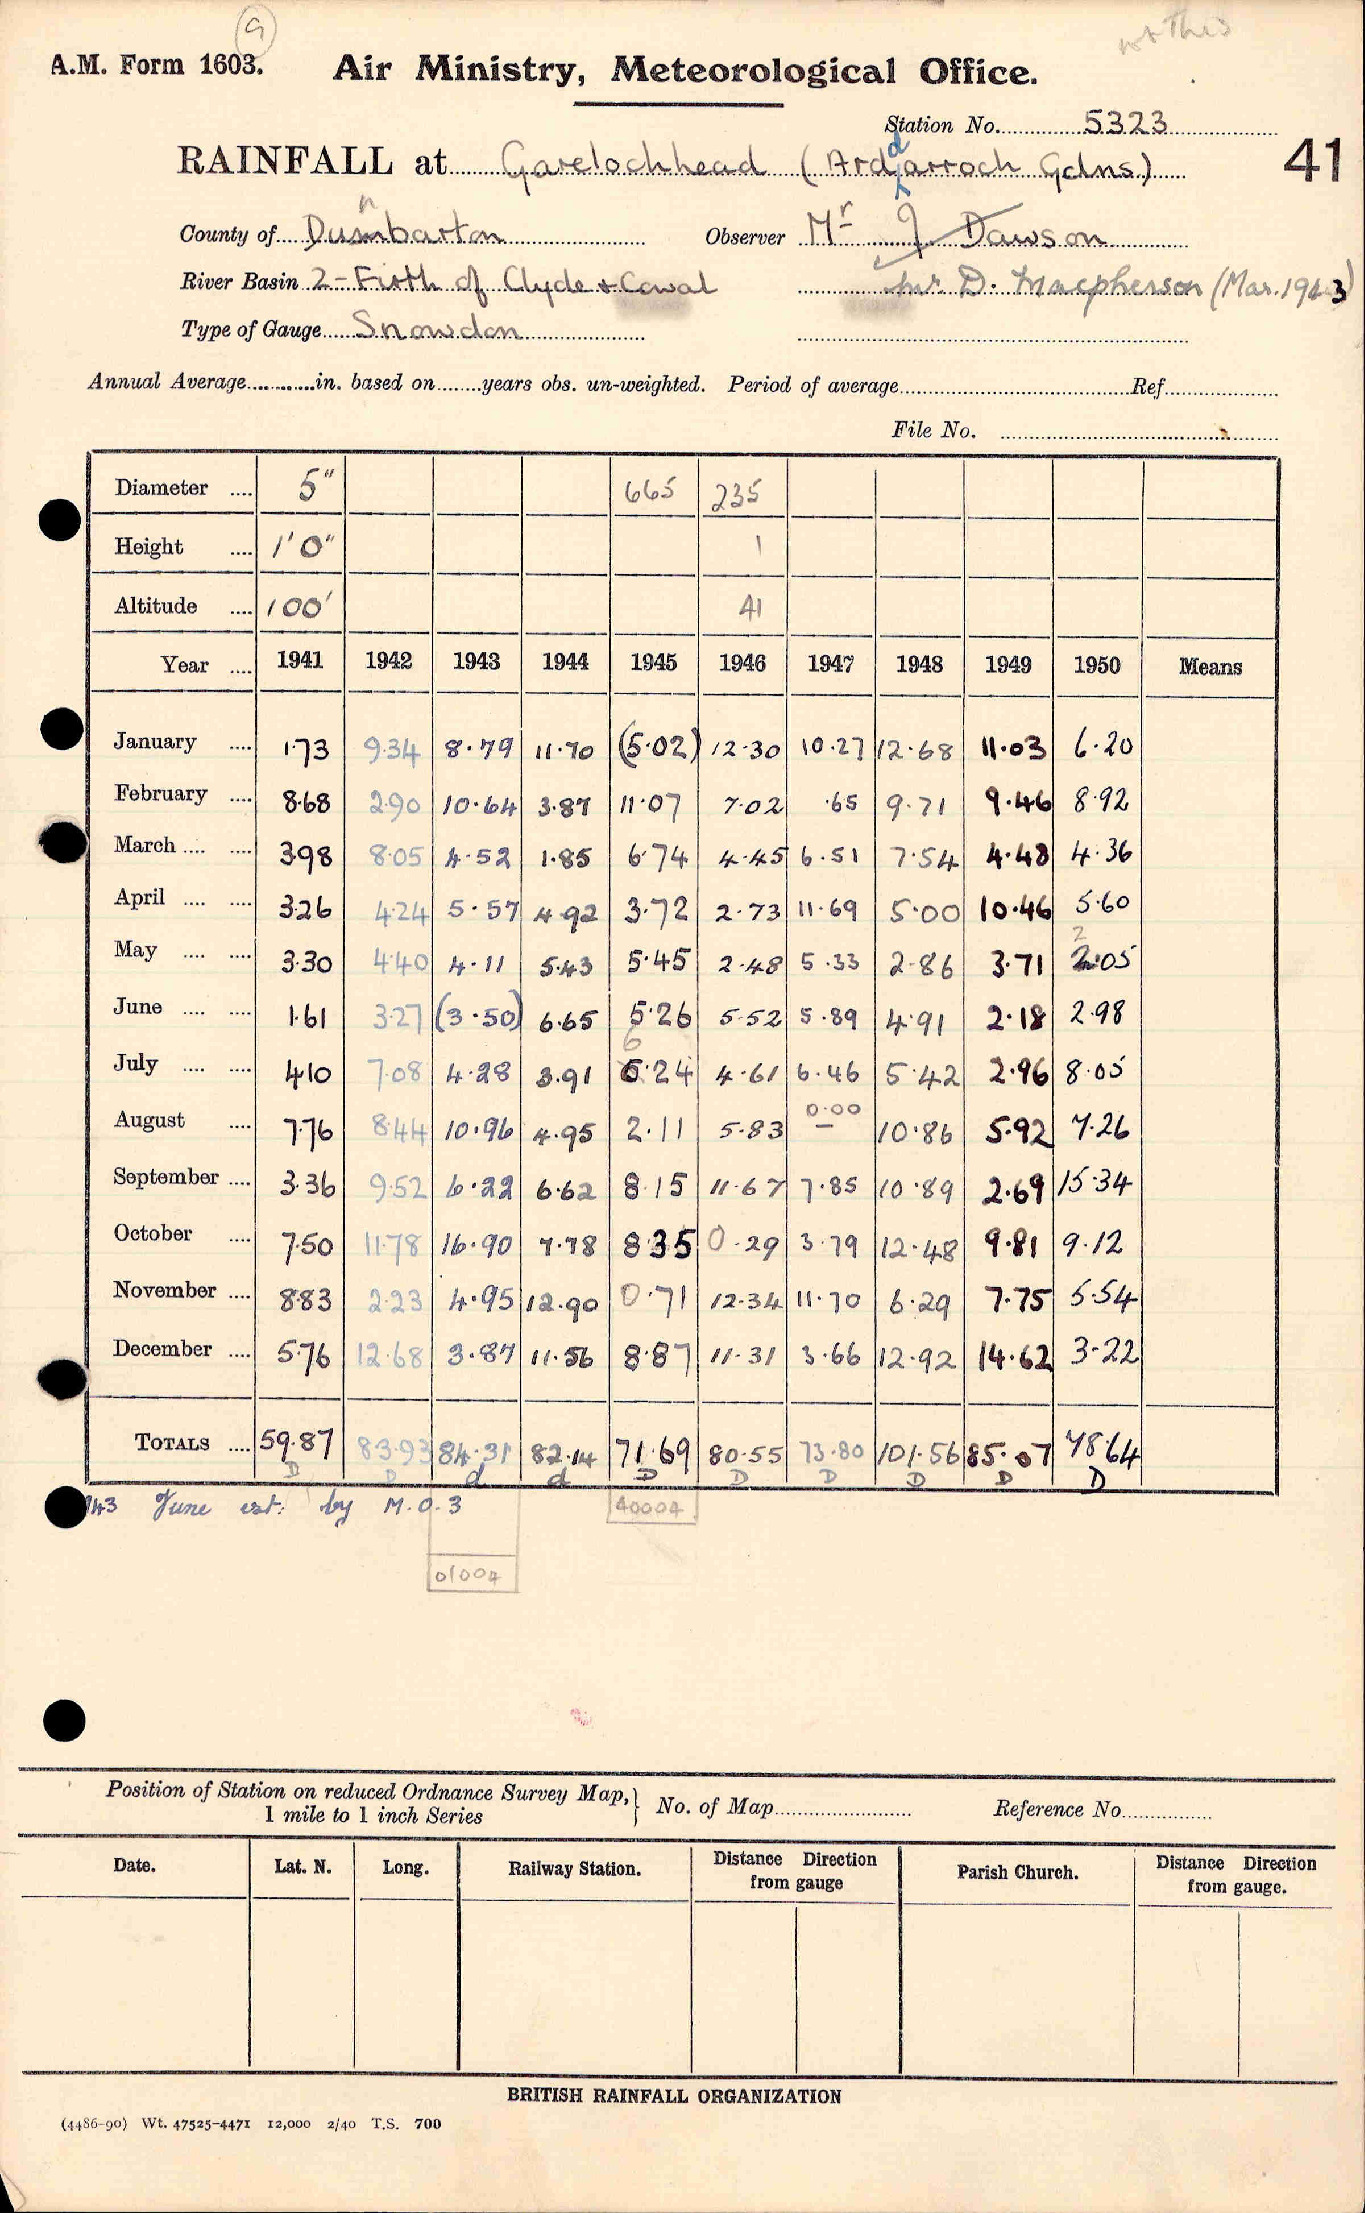 9
not This
A.M. Form 1603. Air Ministry, Meteorological Office.
Station No. 5323
RAINFALL at Garelochhead (Arddarroch Gdns.) 41
County of Dumbarton Observer Mr J Dawson
n
River Basin 2-Firth of Clyde + Cowal Mr D. Macpherson (Mar. 1943)
Type of Gauge Snowdon
Annual Average in. based on years obs. un-weighted. Period of average Ref.
File No.
Diameter .... 5" 665 235
Height .... 1'0" 1
Altitude .... 100' 41
Year .... 1941 1942 1943 1944 1945 1946 1947 1948 1949 1950 Means
January .... 1.73 9.34 8.79 11.70 (5.02) 12.30 10.27 12.68 11.03 6.20
February .... 8.68 2.90 10.64 3.87 11.07 7.02 .65 9.71 9.46 8.92
March .... .... 3.98 8.05 4.52 1.85 6.74 4.45 6.51 7.54 4.48 4.36
April .... .... 3.26 4.24 5.57 4.92 3.72 2.73 11.69 5.00 10.46 5.60
2
May .... .... 3.30 4.40 4.11 5.43 5.45 2.48 5.33 2.86 3.71 2.05
June .... .... 1.61 3.27 (3.50) 6.65 5.26 5.52 5.89 4.91 2.18 2.98
6
July .... .... 4.10 7.08 4.28 3.91 6.24 4.61 6.46 5.42 2.96 8.05
0.00
August .... 7.76 8.44 10.96 4.95 2.11 5.83 – 10.86 5.92 7.26
September .... 3.36 9.52 6.22 6.62 8.15 11.67 7.85 10.89 2.69 15.34
October .... 7.50 11.78 16.90 7.78 8.35 0.29 3.79 12.48 9.81 9.12
November .... 8.83 2.23 4.95 12.90 0.71 12.34 11.70 6.29 7.75 5.54
December .... 5.76 12.68 3.87 11.56 8.87 11.31 3.66 12.92 14.62 3.22
TOTALS .... 59.87 83.93 84.31 82.14 71.69 80.55 73.80 101.56 85.07 78.64
D D d d D D D D D D
143 June est: by M.O.3 40004
01004
Position of Station on reduced Ordnance Survey Map, } No. of Map Reference No.
1 mile to 1 inch Series
Date. Lat. N. Long. Railway Station. Distance Direction from gauge Parish Church. Distance Direction from gauge.
BRITISH RAINFALL ORGANIZATION
(4486-90) Wt. 47525-4471 12,000 2/40 T.S. 700